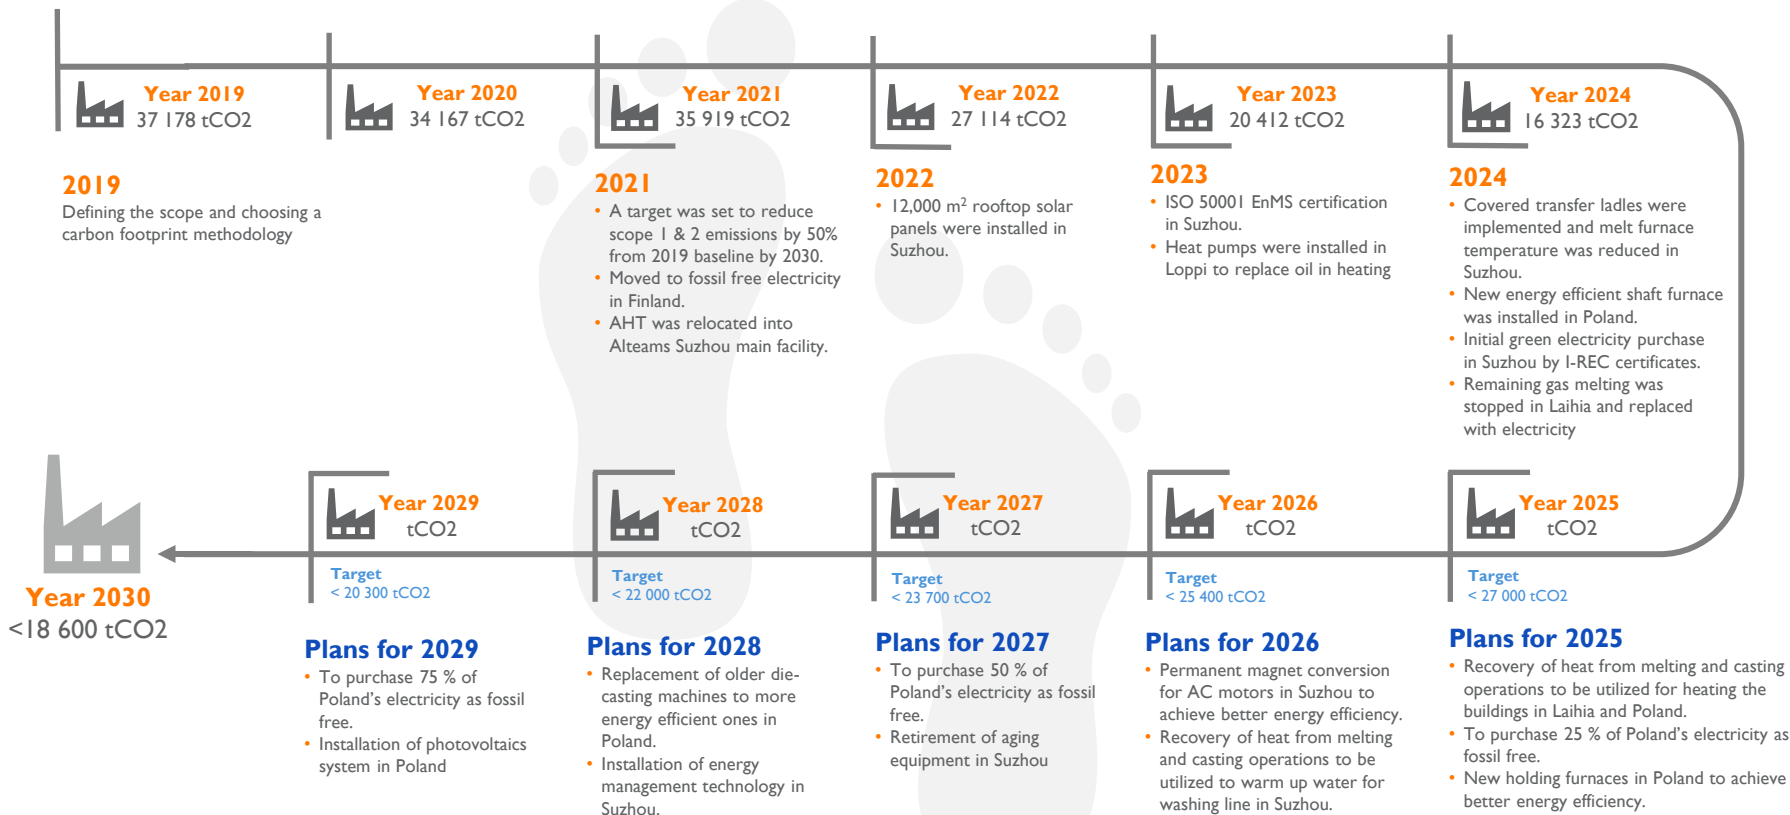 Year 2019
37 178 tCO2
Year 2020
34 167 tCO2
Year 2021
35 919 tCO2
Year 2022
27 114 tCO2
Year 2023
20 412 tCO2
Year 2024
16 323 tCO2
2019
Defining the scope and choosing a
carbon footprint methodology
2021
• A target was set to reduce
scope 1 & 2 emissions by 50%
from 2019 baseline by 2030.
• Moved to fossil free electricity
in Finland.
• AHT was relocated into
Alteams Suzhou main facility.
2022
• 12,000 m² rooftop solar
panels were installed in
Suzhou.
2023
• ISO 50001 EnMS certification
in Suzhou.
• Heat pumps were installed in
Loppi to replace oil in heating
2024
• Covered transfer ladles were
implemented and melt furnace
temperature was reduced in
Suzhou.
• New energy efficient shaft furnace
was installed in Poland.
• Initial green electricity purchase
in Suzhou by I-REC certificates.
• Remaining gas melting was
stopped in Laihia and replaced
with electricity
Year 2030
<18 600 tCO2
Year 2029
tCO2
Target
< 20 300 tCO2
Plans for 2029
• To purchase 75 % of
Poland's electricity as fossil
free.
• Installation of photovoltaics
system in Poland
Year 2028
tCO2
Target
< 22 000 tCO2
Plans for 2028
• Replacement of older die-
casting machines to more
energy efficient ones in
Poland.
• Installation of energy
management technology in
Suzhou.
Year 2027
tCO2
Target
< 23 700 tCO2
Plans for 2027
• To purchase 50 % of
Poland's electricity as fossil
free.
• Retirement of aging
equipment in Suzhou
Year 2026
tCO2
Target
< 25 400 tCO2
Plans for 2026
• Permanent magnet conversion
for AC motors in Suzhou to
achieve better energy efficiency.
• Recovery of heat from melting
and casting operations to be
utilized to warm up water for
washing line in Suzhou.
Year 2025
tCO2
Target
< 27 000 tCO2
Plans for 2025
• Recovery of heat from melting and casting
operations to be utilized for heating the
buildings in Laihia and Poland.
• To purchase 25 % of Poland's electricity as
fossil free.
• New holding furnaces in Poland to achieve
better energy efficiency.